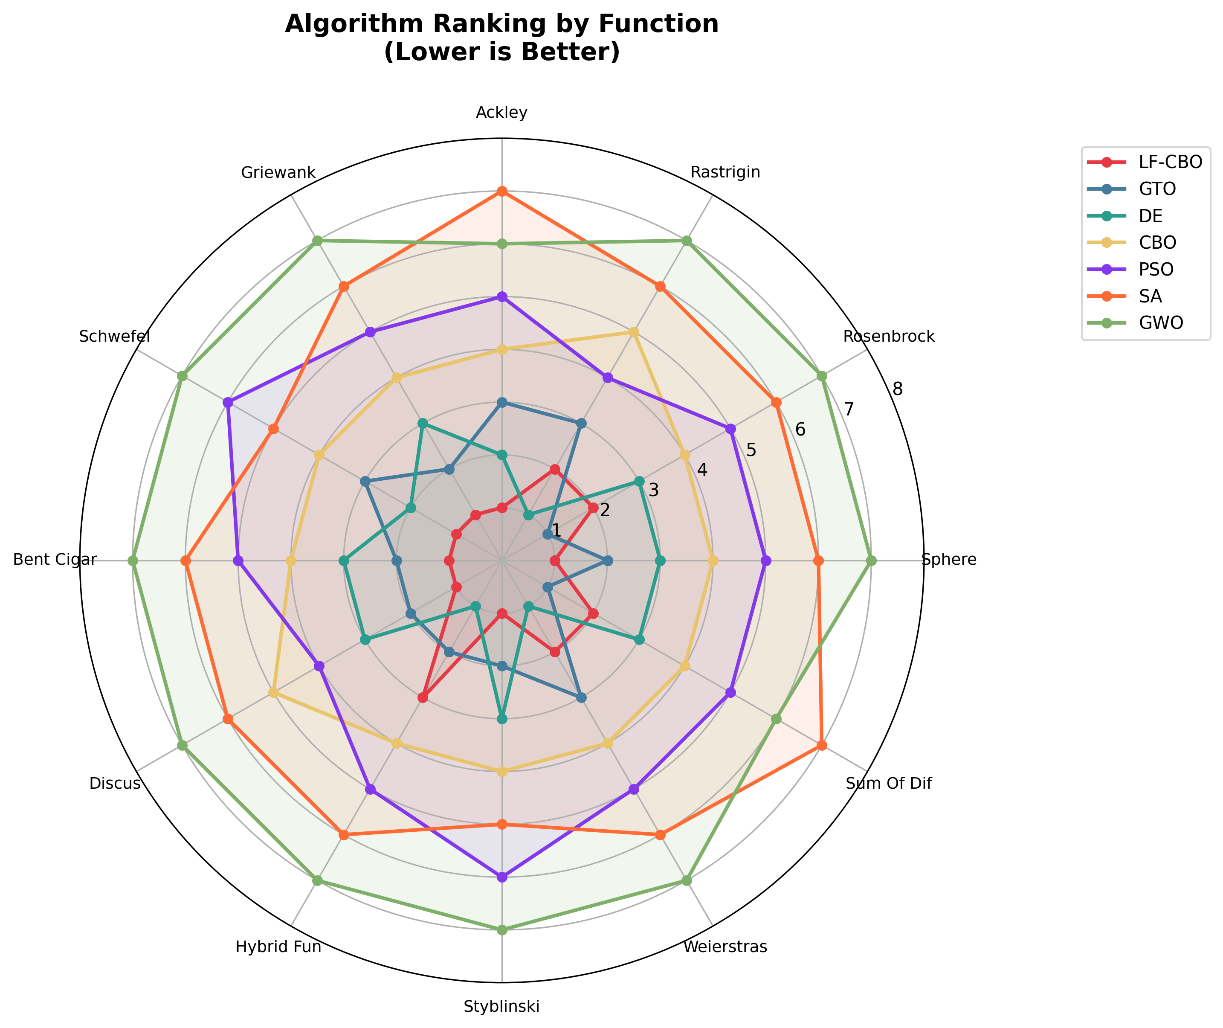 Algorithm Ranking by Function
(Lower is Better)
Ackley
Griewank
Rastrigin
Schwefel
Rosenbrock
Bent Cigar
Sphere
Discus
Sum Of Dif
Hybrid Fun
Weierstras
Styblinski
1
2
3
4
5
6
7
8
LF-CBO
GTO
DE
CBO
PSO
SA
GWO